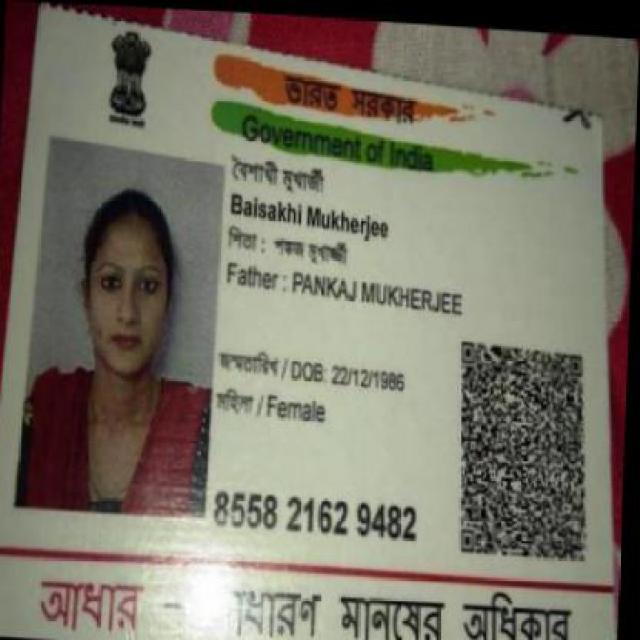 ভারত সরকার
Government of India
বৈশাখী মুখার্জী
Baisakhi Mukherjee
পিতা : পঙ্কজ মুখার্জ্জী
Father : PANKAJ MUKHERJEE
জন্মতারিখ / DOB: 22/12/1986
মহিলা / Female
8558 2162 9482
আধার - সাধারণ মানুষের অধিকার